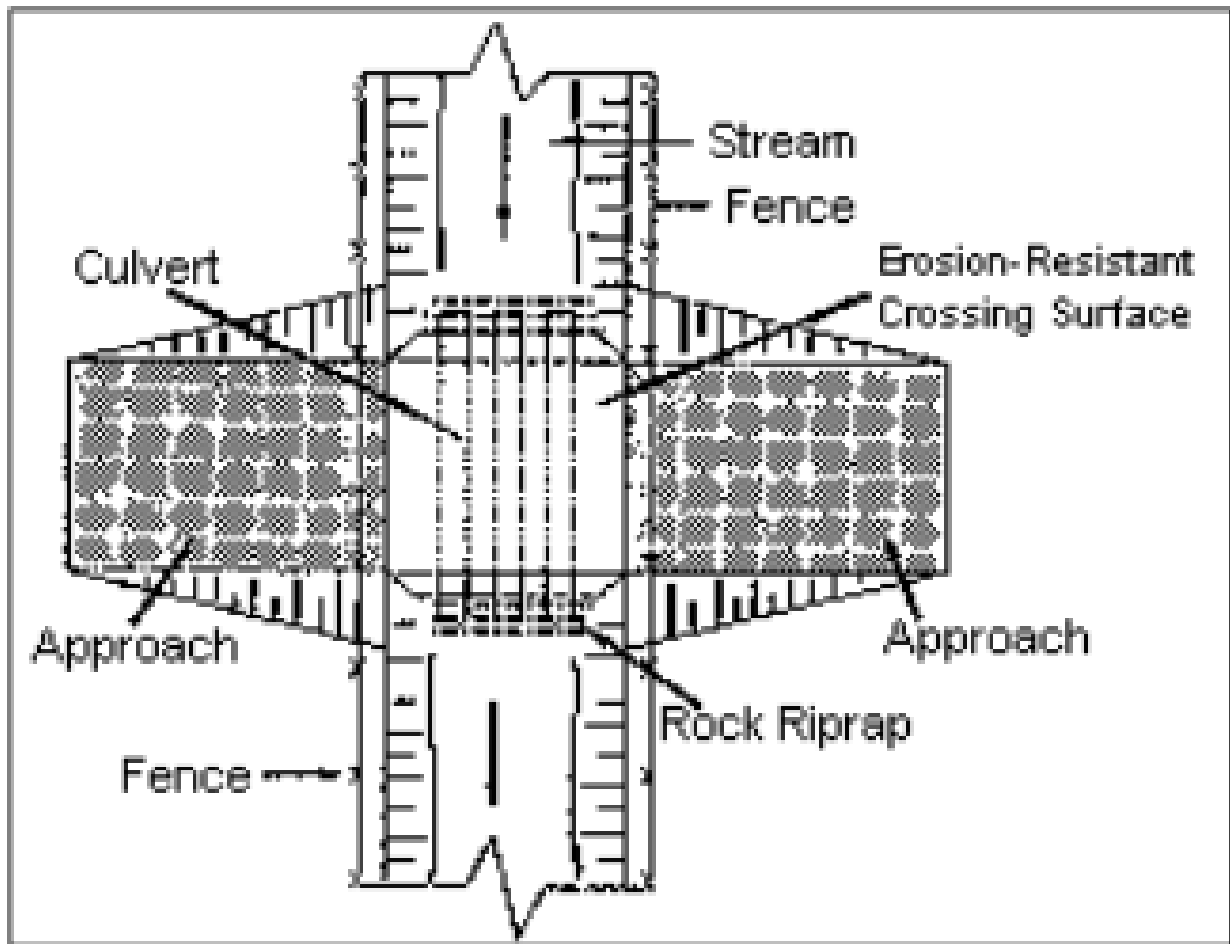 Stream
Fence
Culvert
Erosion-Resistant
Crossing Surface
Approach
Approach
Rock Riprap
Fence